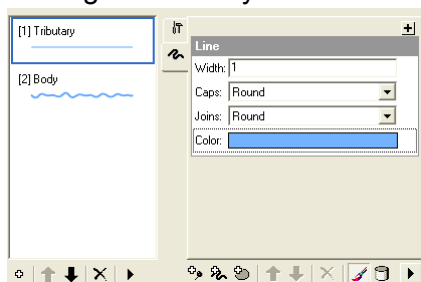 [1] Tributary
[2] Body
Line
Width: 1
Caps: Round
Joins: Round
Color: